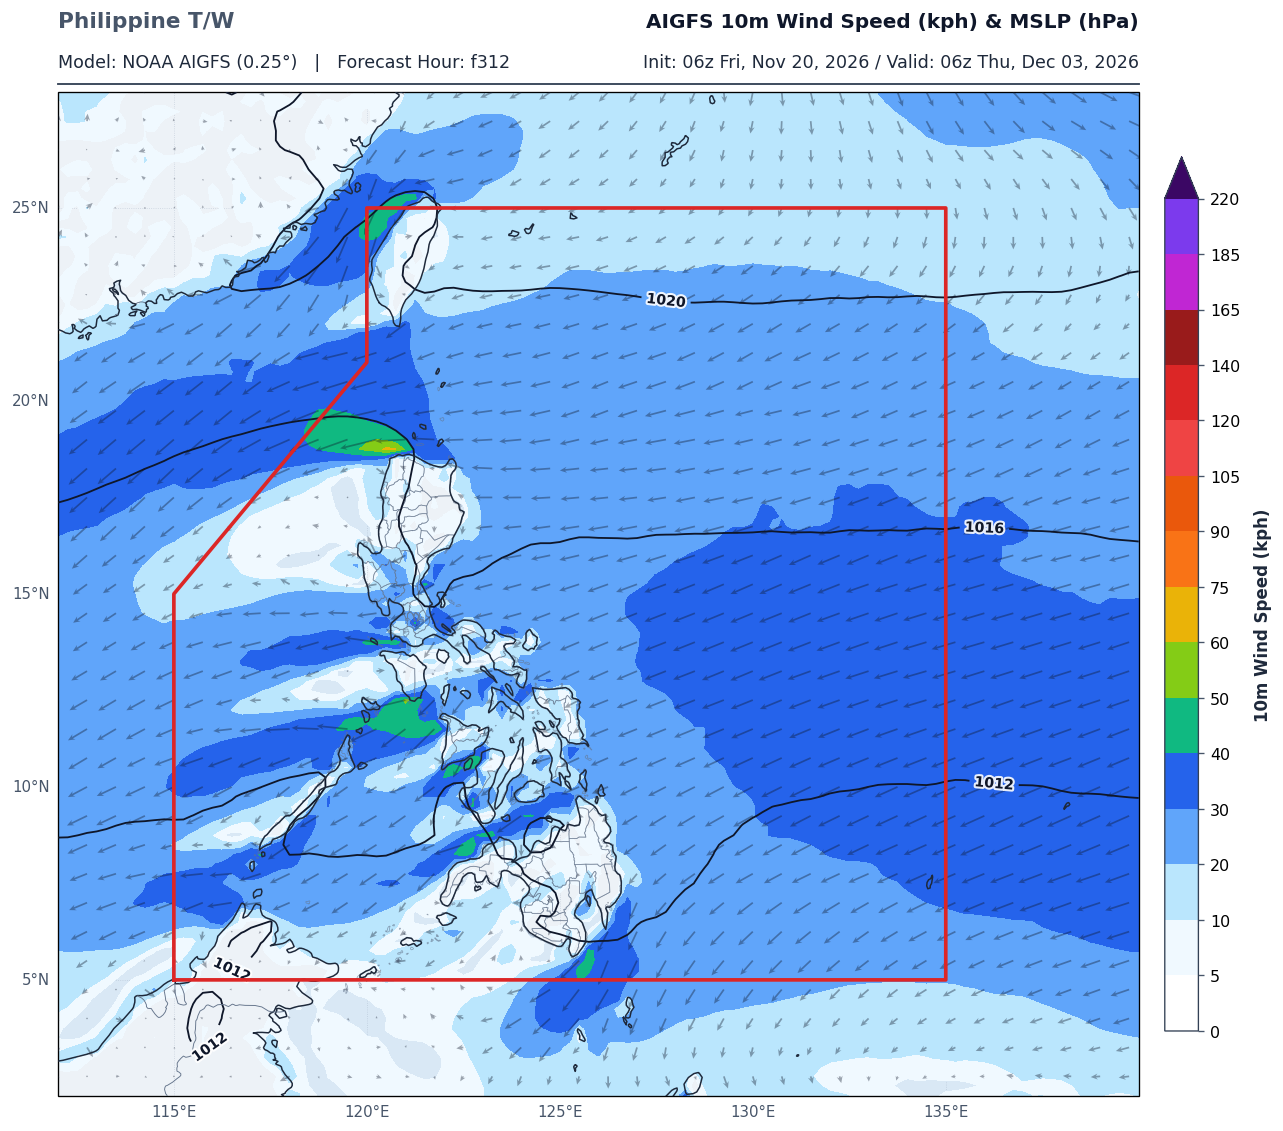 Philippine T/W
AIGFS 10m Wind Speed (kph) & MSLP (hPa)
Model: NOAA AIGFS (0.25°) | Forecast Hour: f312
Init: 06z Fri, Nov 20, 2026 / Valid: 06z Thu, Dec 03, 2026
25°N
20°N
15°N
10°N
5°N
115°E
120°E
125°E
130°E
135°E
1020
1016
1012
1012
1012
220
185
165
140
120
105
90
75
60
50
40
30
20
10
5
0
10m Wind Speed (kph)